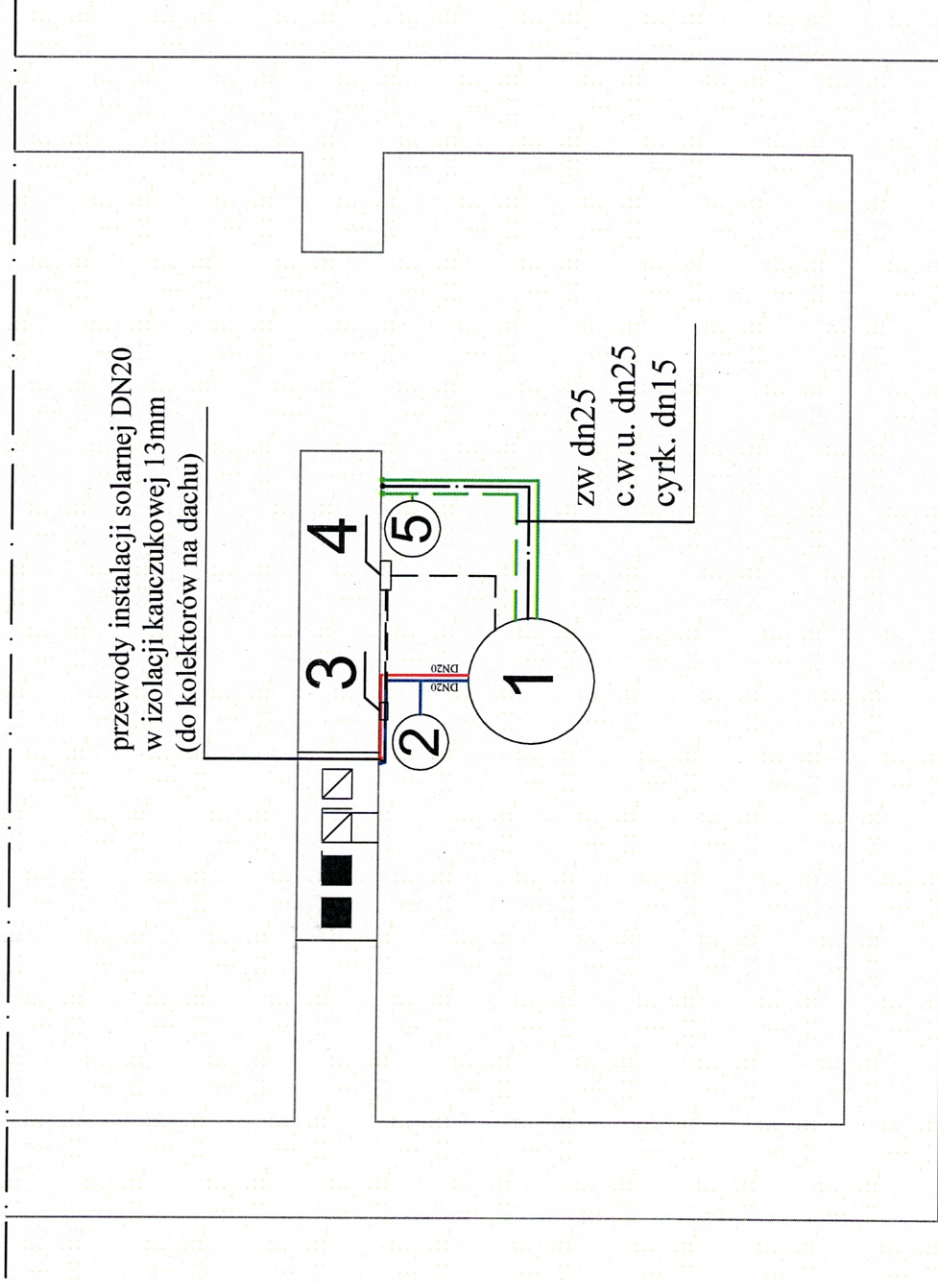 przewody instalacji solarnej DN20
w izolacji kauczukowej 13mm
(do kolektorów na dachu)
3
4
5
2
DN20
DN20
1
zw dn25
c.w.u. dn25
cyrk. dn15